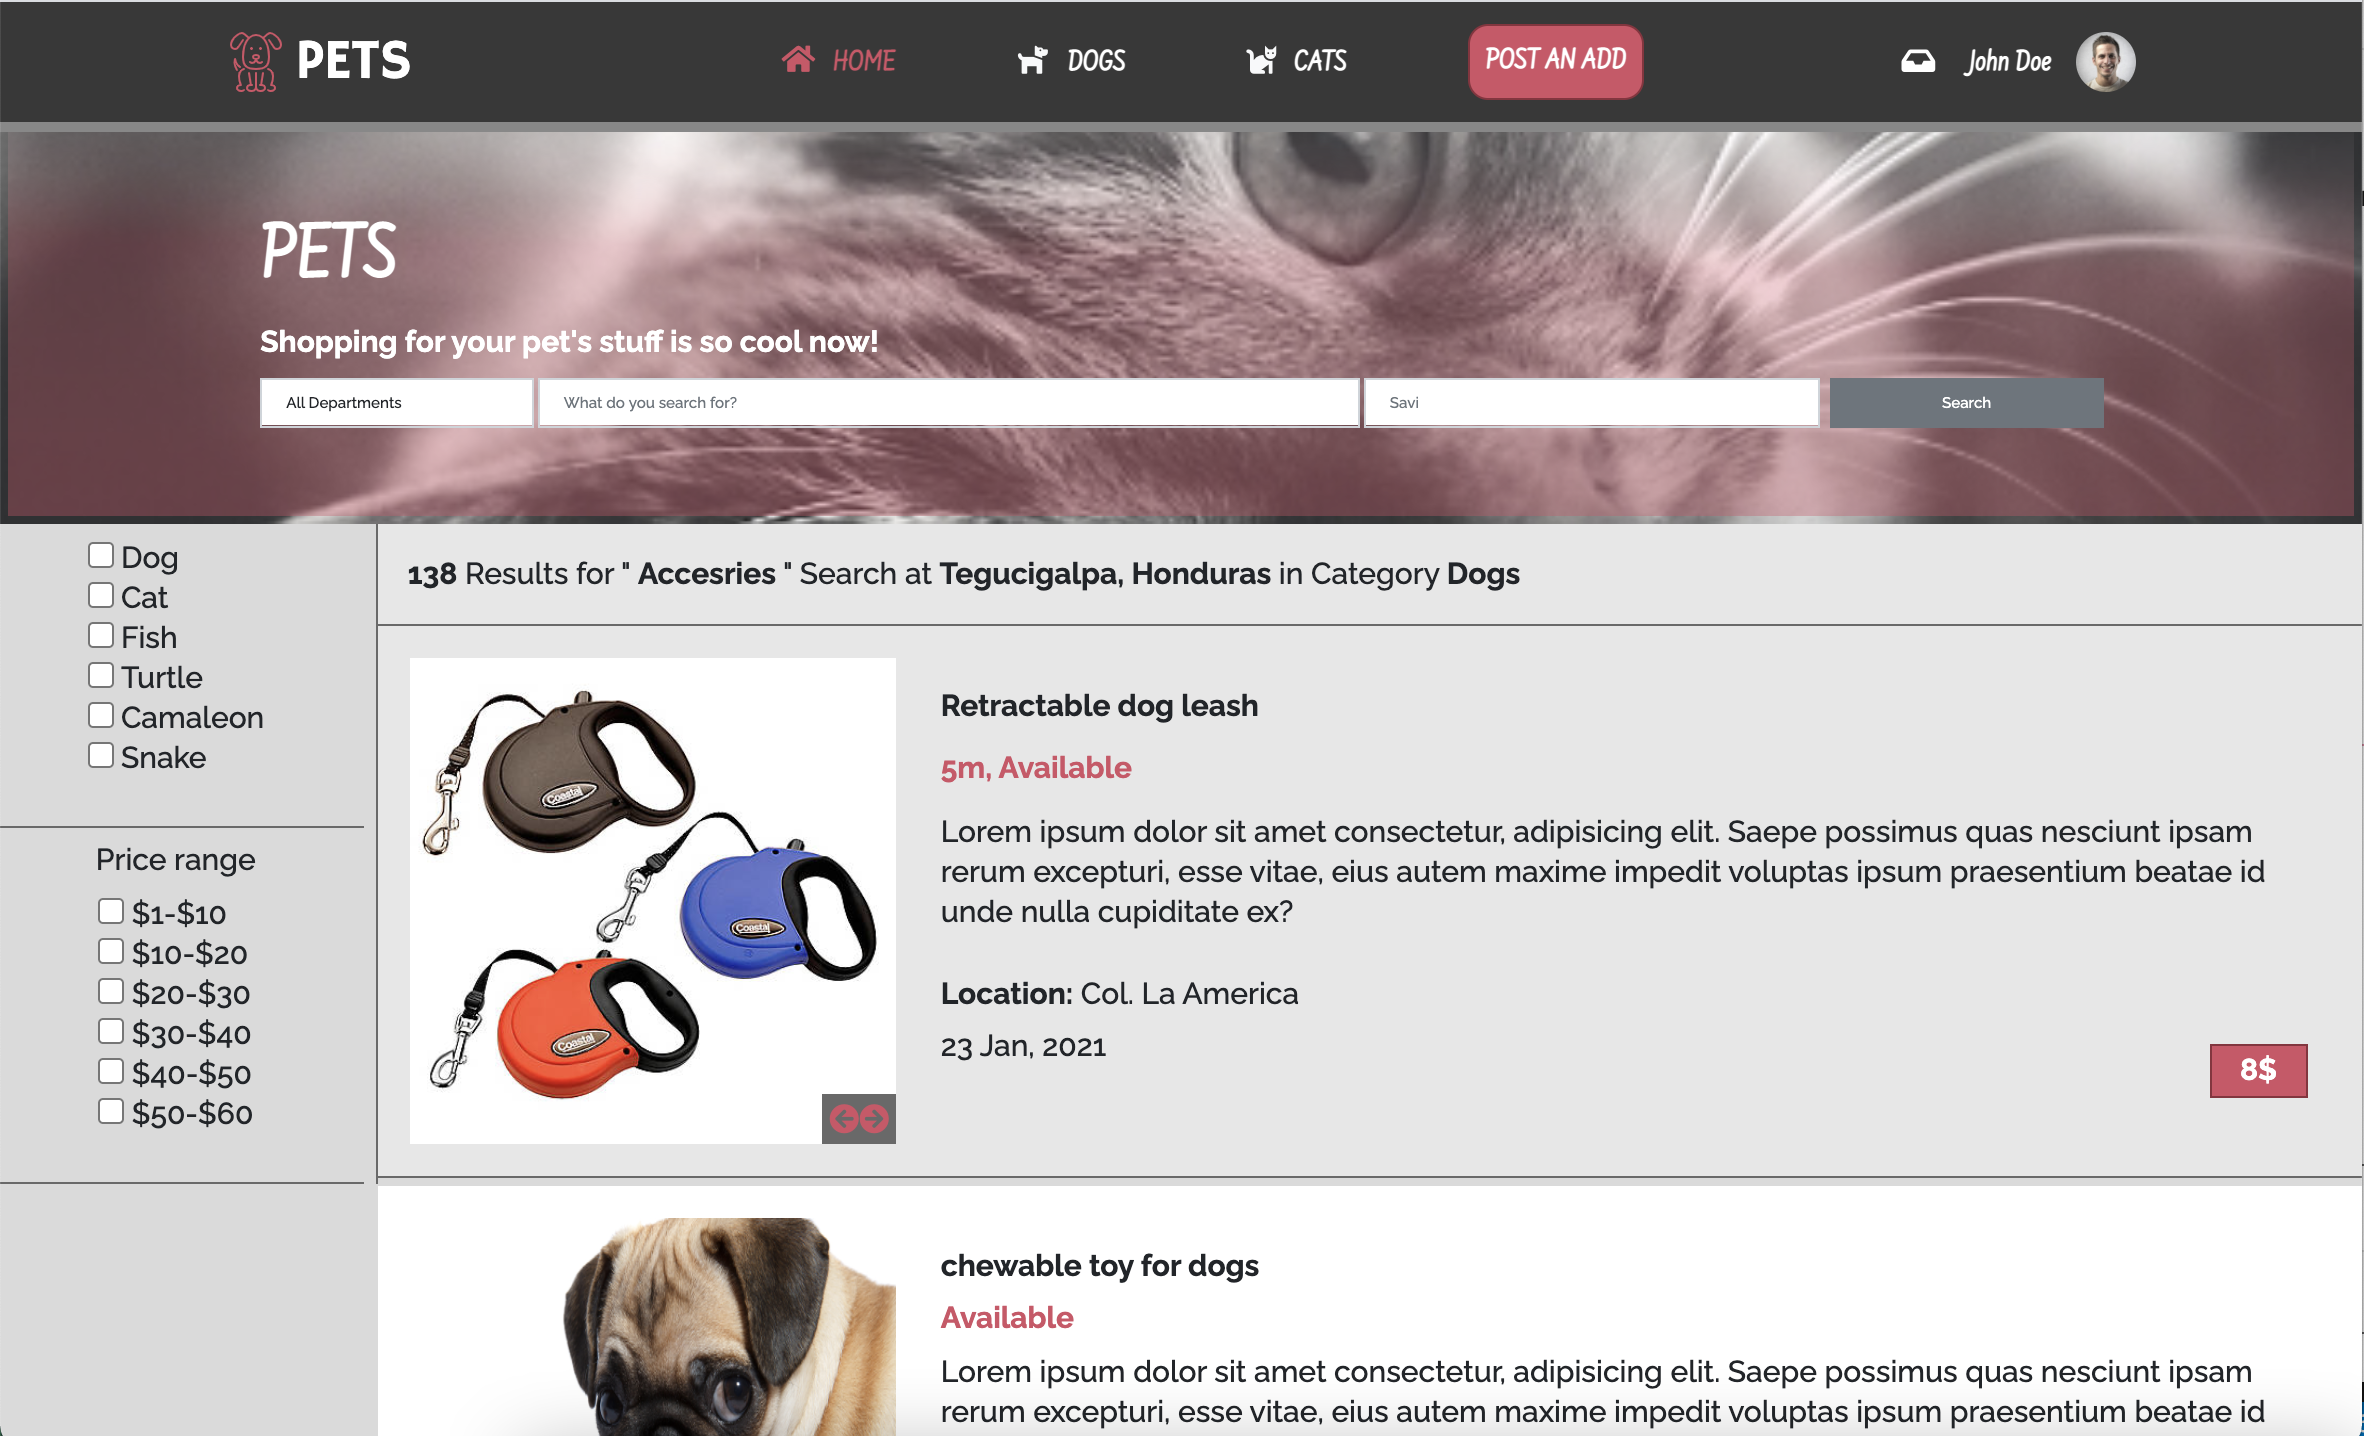 PETS
HOME
DOGS
CATS
POST AN ADD
John Doe
PETS
Shopping for your pet's stuff is so cool now!
All Departments
What do you search for?
Savi
Search
Dog
Cat
Fish
Turtle
Camaleon
Snake
Price range
$1-$10
$10-$20
$20-$30
$30-$40
$40-$50
$50-$60
138 Results for " Accesries " Search at Tegucigalpa, Honduras in Category Dogs
Coastal
Coastal
Coastal
Retractable dog leash
5m, Available
Lorem ipsum dolor sit amet consectetur, adipisicing elit. Saepe possimus quas nesciunt ipsam
rerum excepturi, esse vitae, eius autem maxime impedit voluptas ipsum praesentium beatae id
unde nulla cupiditate ex?
Location: Col. La America
23 Jan, 2021
8$
chewable toy for dogs
Available
Lorem ipsum dolor sit amet consectetur, adipisicing elit. Saepe possimus quas nesciunt ipsam
rerum excepturi, esse vitae, eius autem maxime impedit voluptas ipsum praesentium beatae id